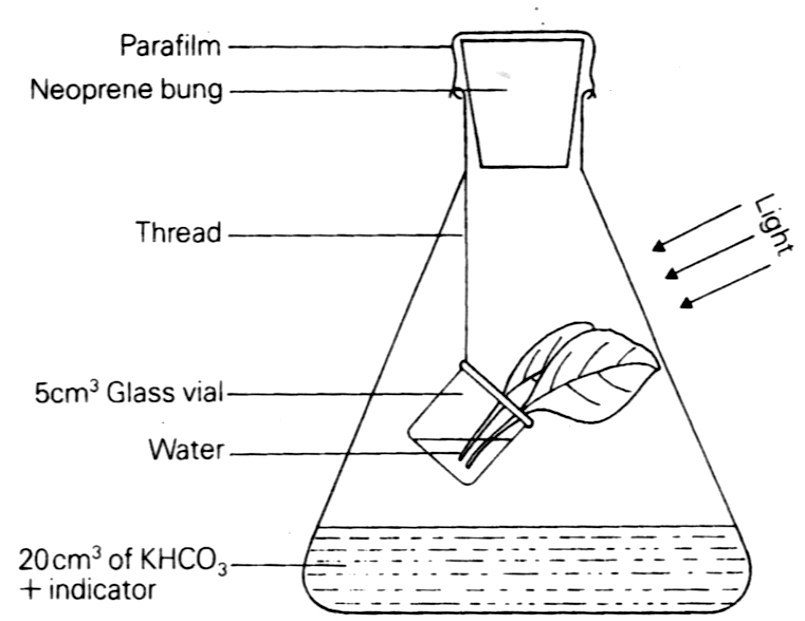 Parafilm
Neoprene bung
Light
Thread
5cm³ Glass vial
Water
20cm³ of KHCO₃
+ indicator